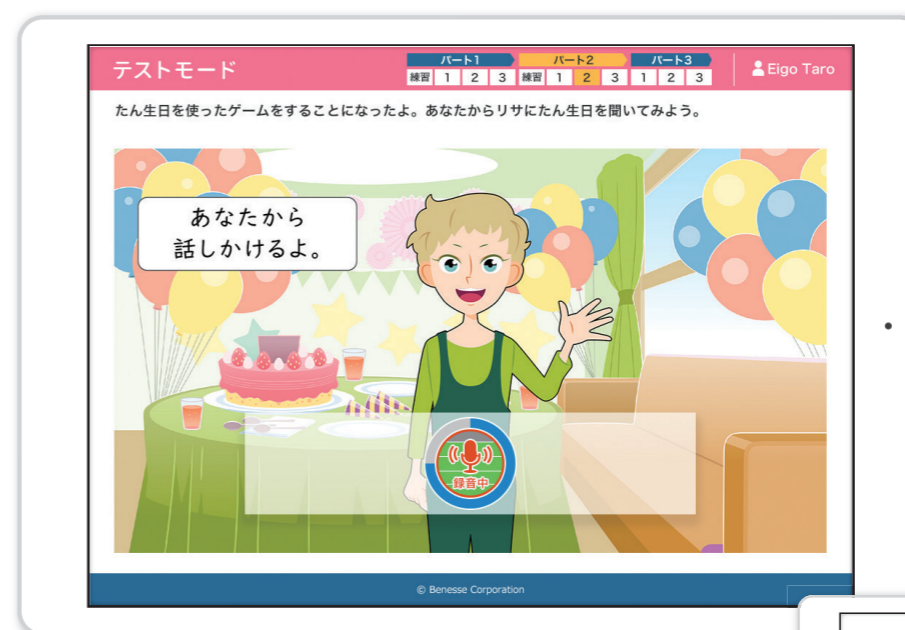 テストモード
パート1 パート2 パート3
練習 1 2 3 練習 1 2 3 1 2 3
Eigo Taro
たん生日を使ったゲームをすることになったよ。あなたからリサにたん生日を聞いてみよう。
あなたから
話しかけるよ。
録音中
© Benesse Corporation